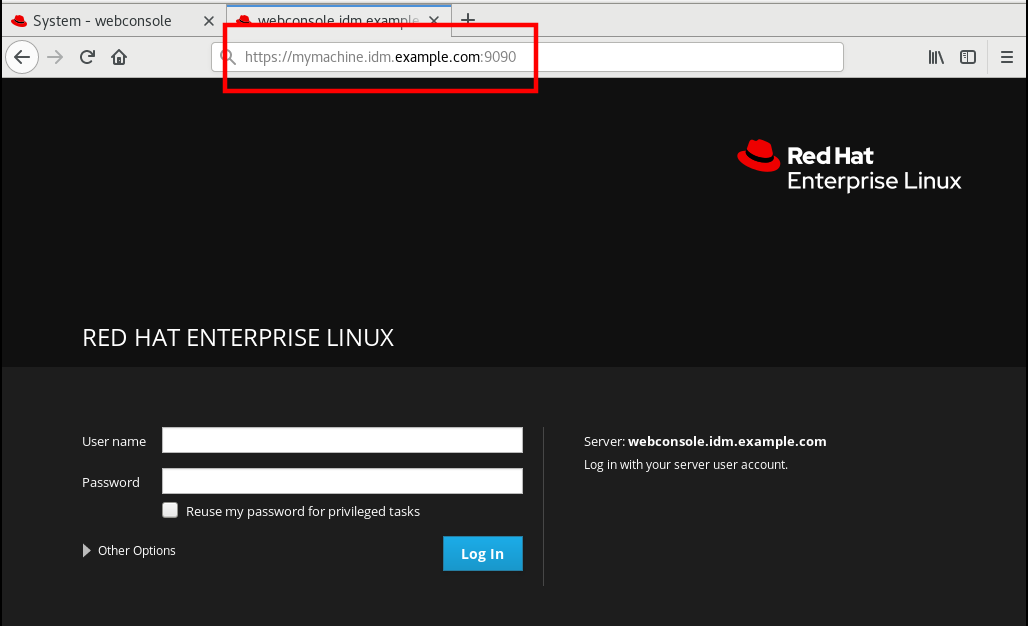 System - webconsole
webconsole.idm.example
https://mymachine.idm.example.com:9090
Red Hat
Enterprise Linux
RED HAT ENTERPRISE LINUX
User name
Password
Reuse my password for privileged tasks
Other Options
Log In
Server: webconsole.idm.example.com
Log in with your server user account.